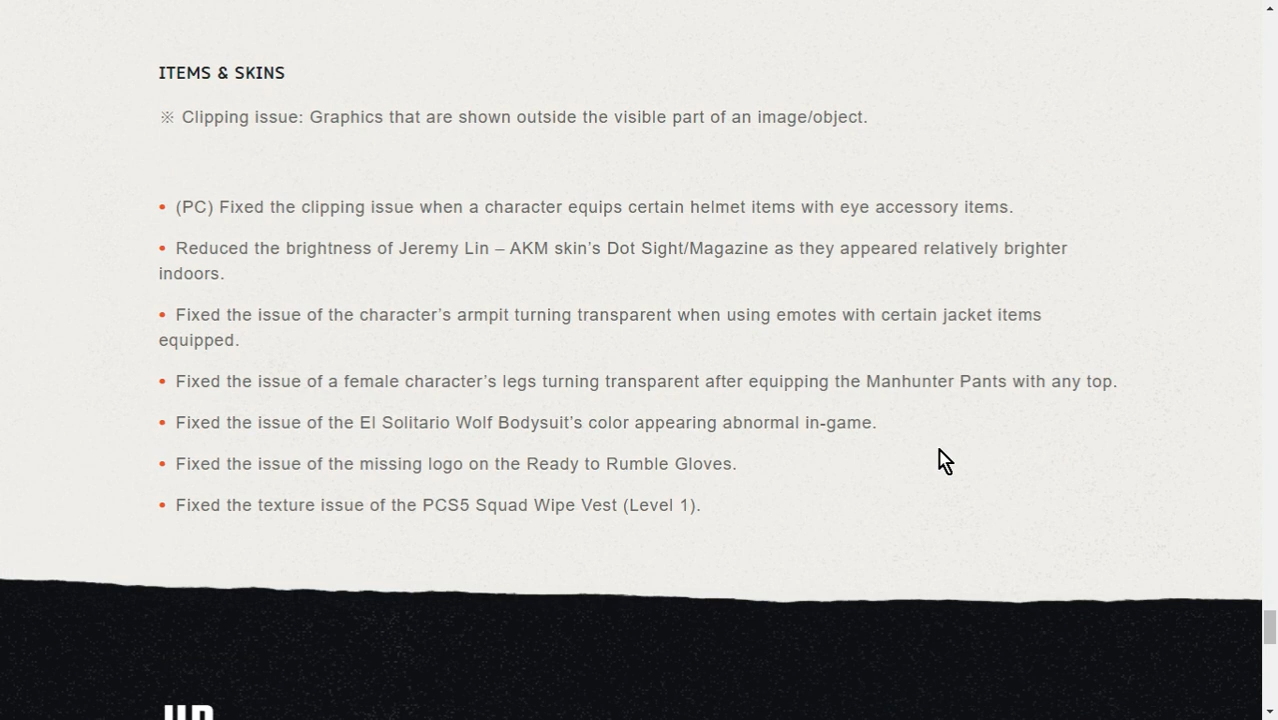 ITEMS & SKINS
※ Clipping issue: Graphics that are shown outside the visible part of an image/object.
• (PC) Fixed the clipping issue when a character equips certain helmet items with eye accessory items.
• Reduced the brightness of Jeremy Lin – AKM skin’s Dot Sight/Magazine as they appeared relatively brighter
indoors.
• Fixed the issue of the character’s armpit turning transparent when using emotes with certain jacket items
equipped.
• Fixed the issue of a female character’s legs turning transparent after equipping the Manhunter Pants with any top.
• Fixed the issue of the El Solitario Wolf Bodysuit’s color appearing abnormal in-game.
• Fixed the issue of the missing logo on the Ready to Rumble Gloves.
• Fixed the texture issue of the PCS5 Squad Wipe Vest (Level 1).